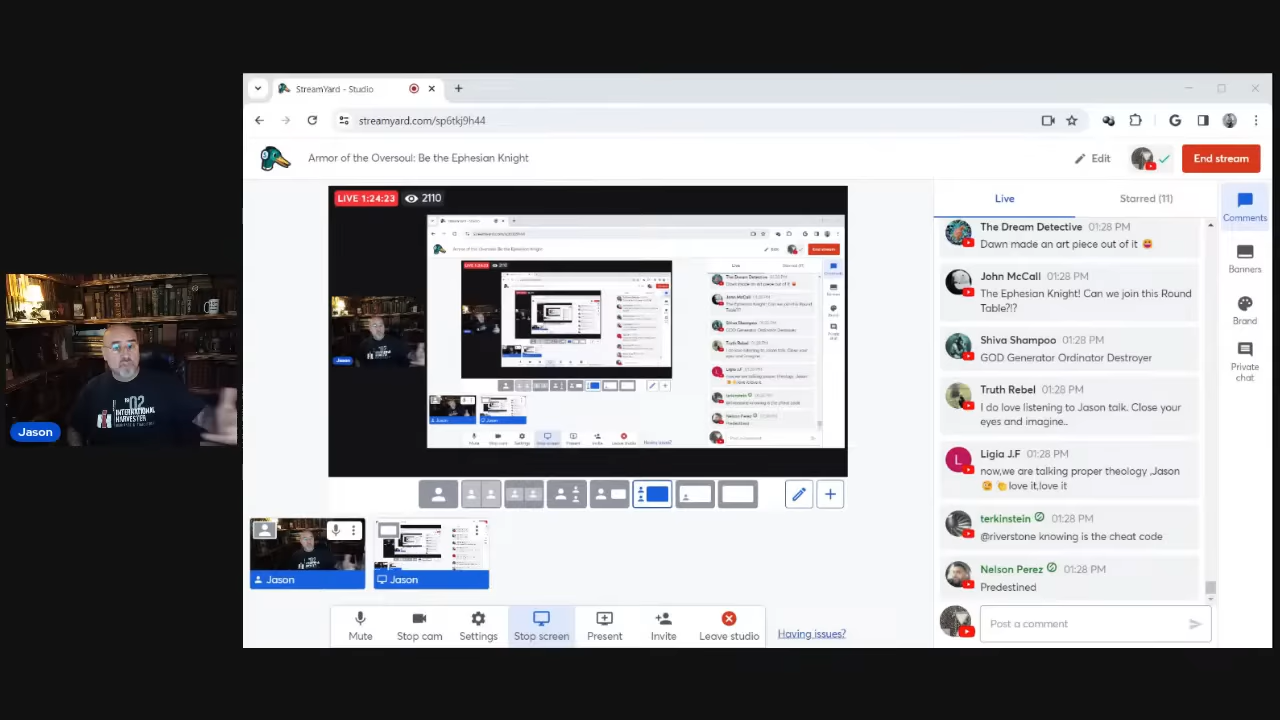 StreamYard - Studio
streamyard.com/sp6tkj9h44
Armor of the Oversoul: Be the Ephesian Knight
Edit
End stream
LIVE 1:24:23
2110
Live
Starred (11)
Comments
Banners
Brand
Private
chat
The Dream Detective 01:28 PM
Dawn made an art piece out of it 😛
John McCall 01:28 PM
The Ephesian Knight! Can we join this Round
Table?!?
Shiva Shampoo 01:28 PM
GOD Generator Ordinator Destroyer
Truth Rebel 01:28 PM
I do love listening to Jason talk. Close your
eyes and imagine..
L
Ligia J.F 01:28 PM
now,we are talking proper theology ,Jason
😋 👏love it,love it
terkinstein 01:28 PM
@riverstone knowing is the cheat code
Nelson Perez 01:28 PM
Predestined
Post a comment
'02
INTERNATIONAL
HARVESTER
Jason
Jason
Jason
Jason
Mute
Stop cam
Settings
Stop screen
Present
Invite
Leave studio
Having issues?